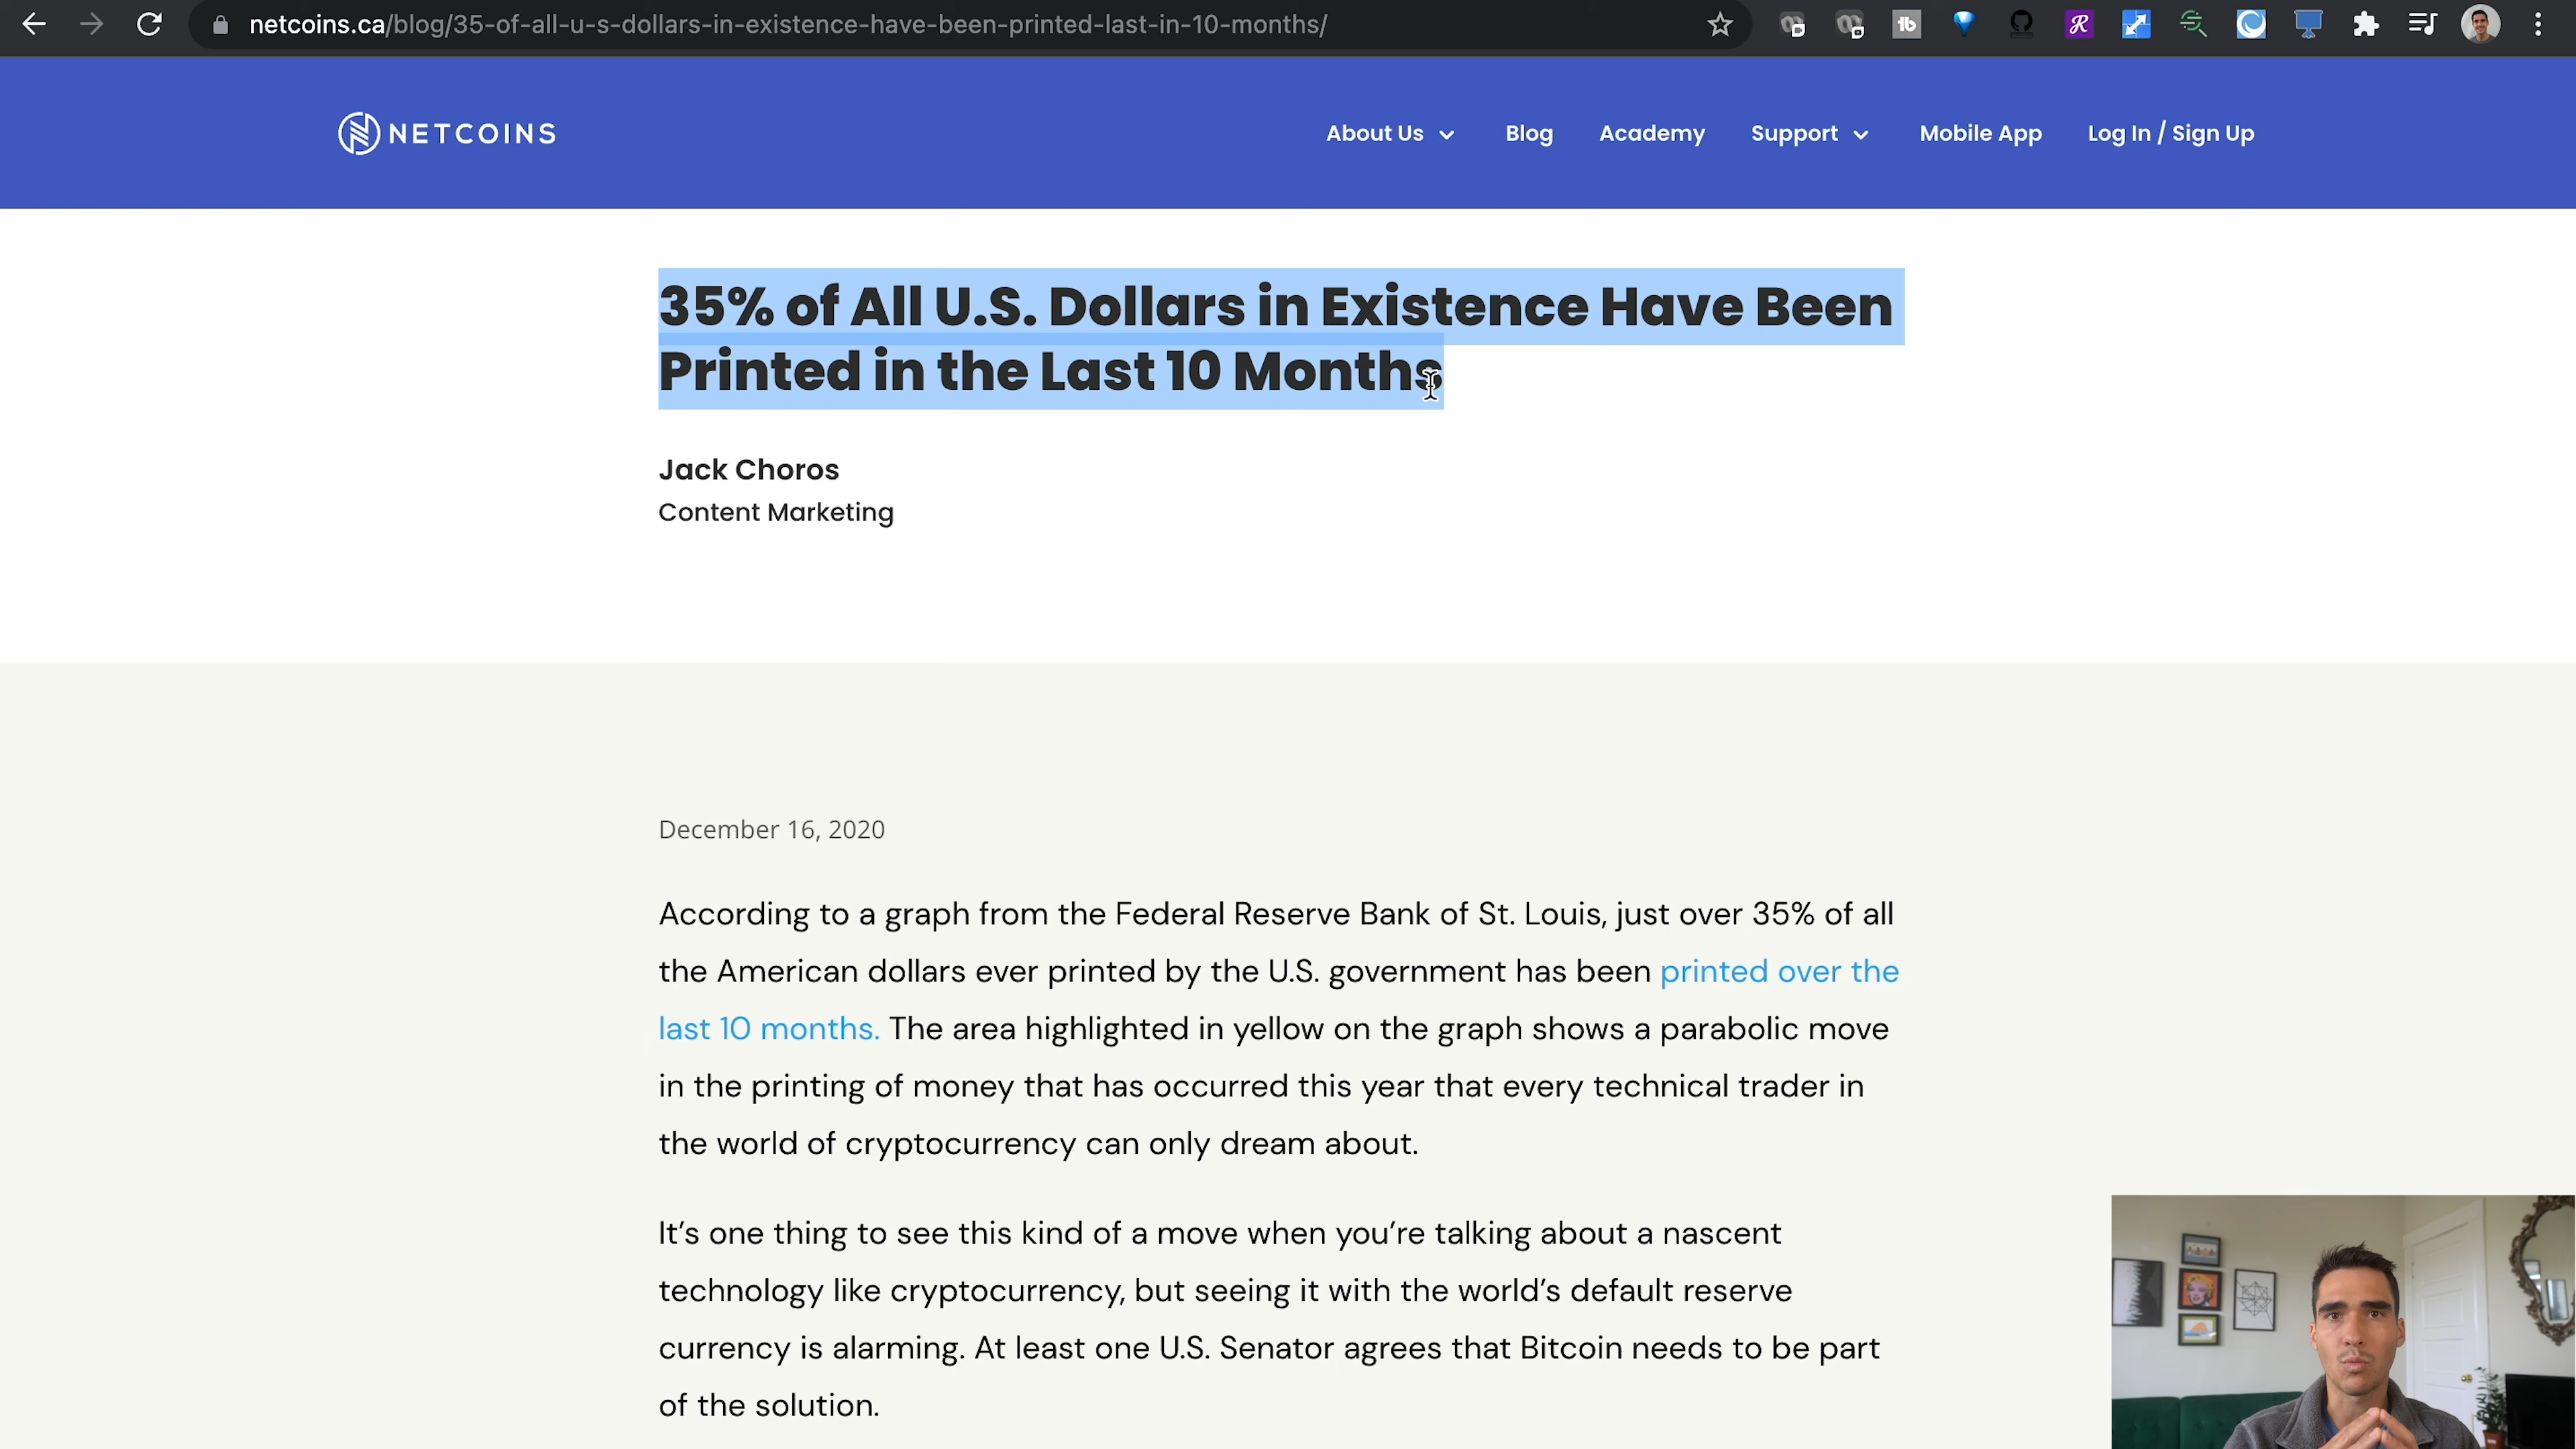 netcoins.ca/blog/35-of-all-u-s-dollars-in-existence-have-been-printed-last-in-10-months/
tb
R
NETCOINS
About Us
Blog
Academy
Support
Mobile App
Log In / Sign Up
35% of All U.S. Dollars in Existence Have Been
Printed in the Last 10 Months
Jack Choros
Content Marketing
December 16, 2020
According to a graph from the Federal Reserve Bank of St. Louis, just over 35% of all
the American dollars ever printed by the U.S. government has been printed over the
last 10 months. The area highlighted in yellow on the graph shows a parabolic move
in the printing of money that has occurred this year that every technical trader in
the world of cryptocurrency can only dream about.
It’s one thing to see this kind of a move when you’re talking about a nascent
technology like cryptocurrency, but seeing it with the world’s default reserve
currency is alarming. At least one U.S. Senator agrees that Bitcoin needs to be part
of the solution.